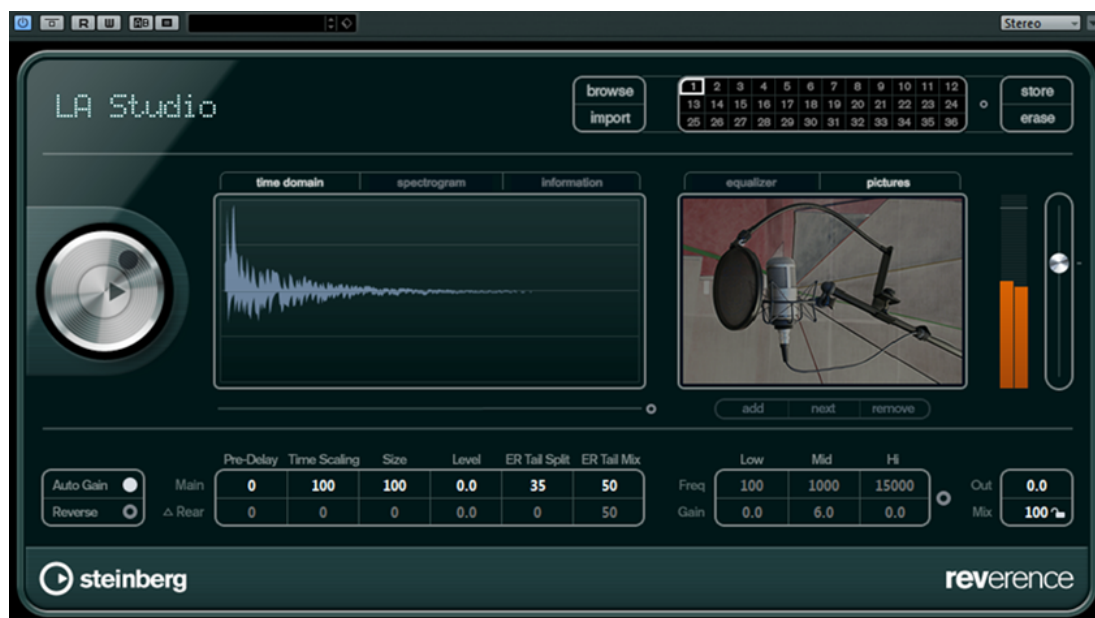 R W AB Stereo
LA Studio
browse
import
1 2 3 4 5 6 7 8 9 10 11 12
13 14 15 16 17 18 19 20 21 22 23 24
25 26 27 28 29 30 31 32 33 34 35 36
store
erase
time domain spectrogram information
equalizer pictures
add next remove
Pre-Delay Time Scaling Size Level ER Tail Split ER Tail Mix
Low Mid Hi
Auto Gain Main 0 100 100 0.0 35 50 Freq 100 1000 15000 Out 0.0
Reverse △ Rear 0 0 0 0.0 0 50 Gain 0.0 6.0 0.0 Mix 100
steinberg
reverence